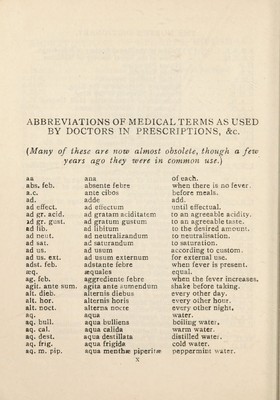 ABBREVIATIONS OF MEDICAL TERMS AS USED
BY DOCTORS IN PRESCRIPTIONS, &c.
(Many of these are now almost obsolete, though a few
years ago they were in common use.)
aa ana of each.
abs. feb. absente febre when there is no fever.
a.c. ante cibos before meals.
ad. adde add.
ad effect. ad effectum until effectual.
ad gr. acid. ad gratam aciditatem to an agreeable acidity.
ad gr. gust. ad gratum gustum to an agreeable taste.
ad lib. ad libitum to the desired amount.
ad neut. ad neutralizandum to neutralisation.
ad sat. ad saturandum to saturation.
ad us. ad usum according to custom.
ad us. ext. ad usum externum for external use.
adst. feb. adstante febre when fever is present.
æq. æquales equal.
ag. feb. aggrediente febre when the fever increases.
agit. ante sum. agita ante sumendum shake before taking.
alt. dieb. alternis diebus every other day.
alt. hor. alternis horis every other hour.
alt. noct. alterna nocte every other night.
aq. aqua water.
aq. bull. aqua bulliens boiling water.
aq. cal. aqua calida warm water.
aq. dest. aqua destillata distilled water.
aq. frig. aqua frigida cold water.
aq. m. pip. aqua menthæ piperitæ peppermint water.
x